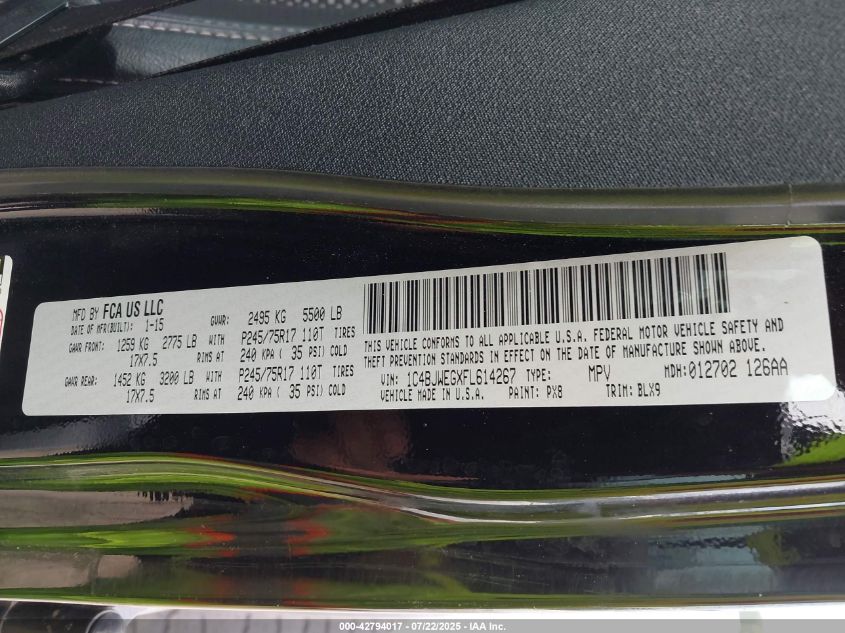 MFD BY FCA US LLC
DATE OF MFR(BUILT): 1-15 GVWR: 2495 KG 5500 LB
GAWR FRONT: 1259 KG 2775 LB WITH P245/75R17 110T TIRES
17X7.5 RIMS AT 240 KPA ( 35 PSI) COLD
GAWR REAR: 1452 KG 3200 LB WITH P245/75R17 110T TIRES
17X7.5 RIMS AT 240 KPA ( 35 PSI) COLD
THIS VEHICLE CONFORMS TO ALL APPLICABLE U.S.A. FEDERAL MOTOR VEHICLE SAFETY AND
THEFT PREVENTION STANDARDS IN EFFECT ON THE DATE OF MANUFACTURE SHOWN ABOVE.
VIN: 1C4BJWEGXFL614267 TYPE: MPV MDH: 012702 126AA
VEHICLE MADE IN U.S.A. PAINT: PX8 TRIM: BLX9
000-42794017 - 07/22/2025 - IAA Inc.